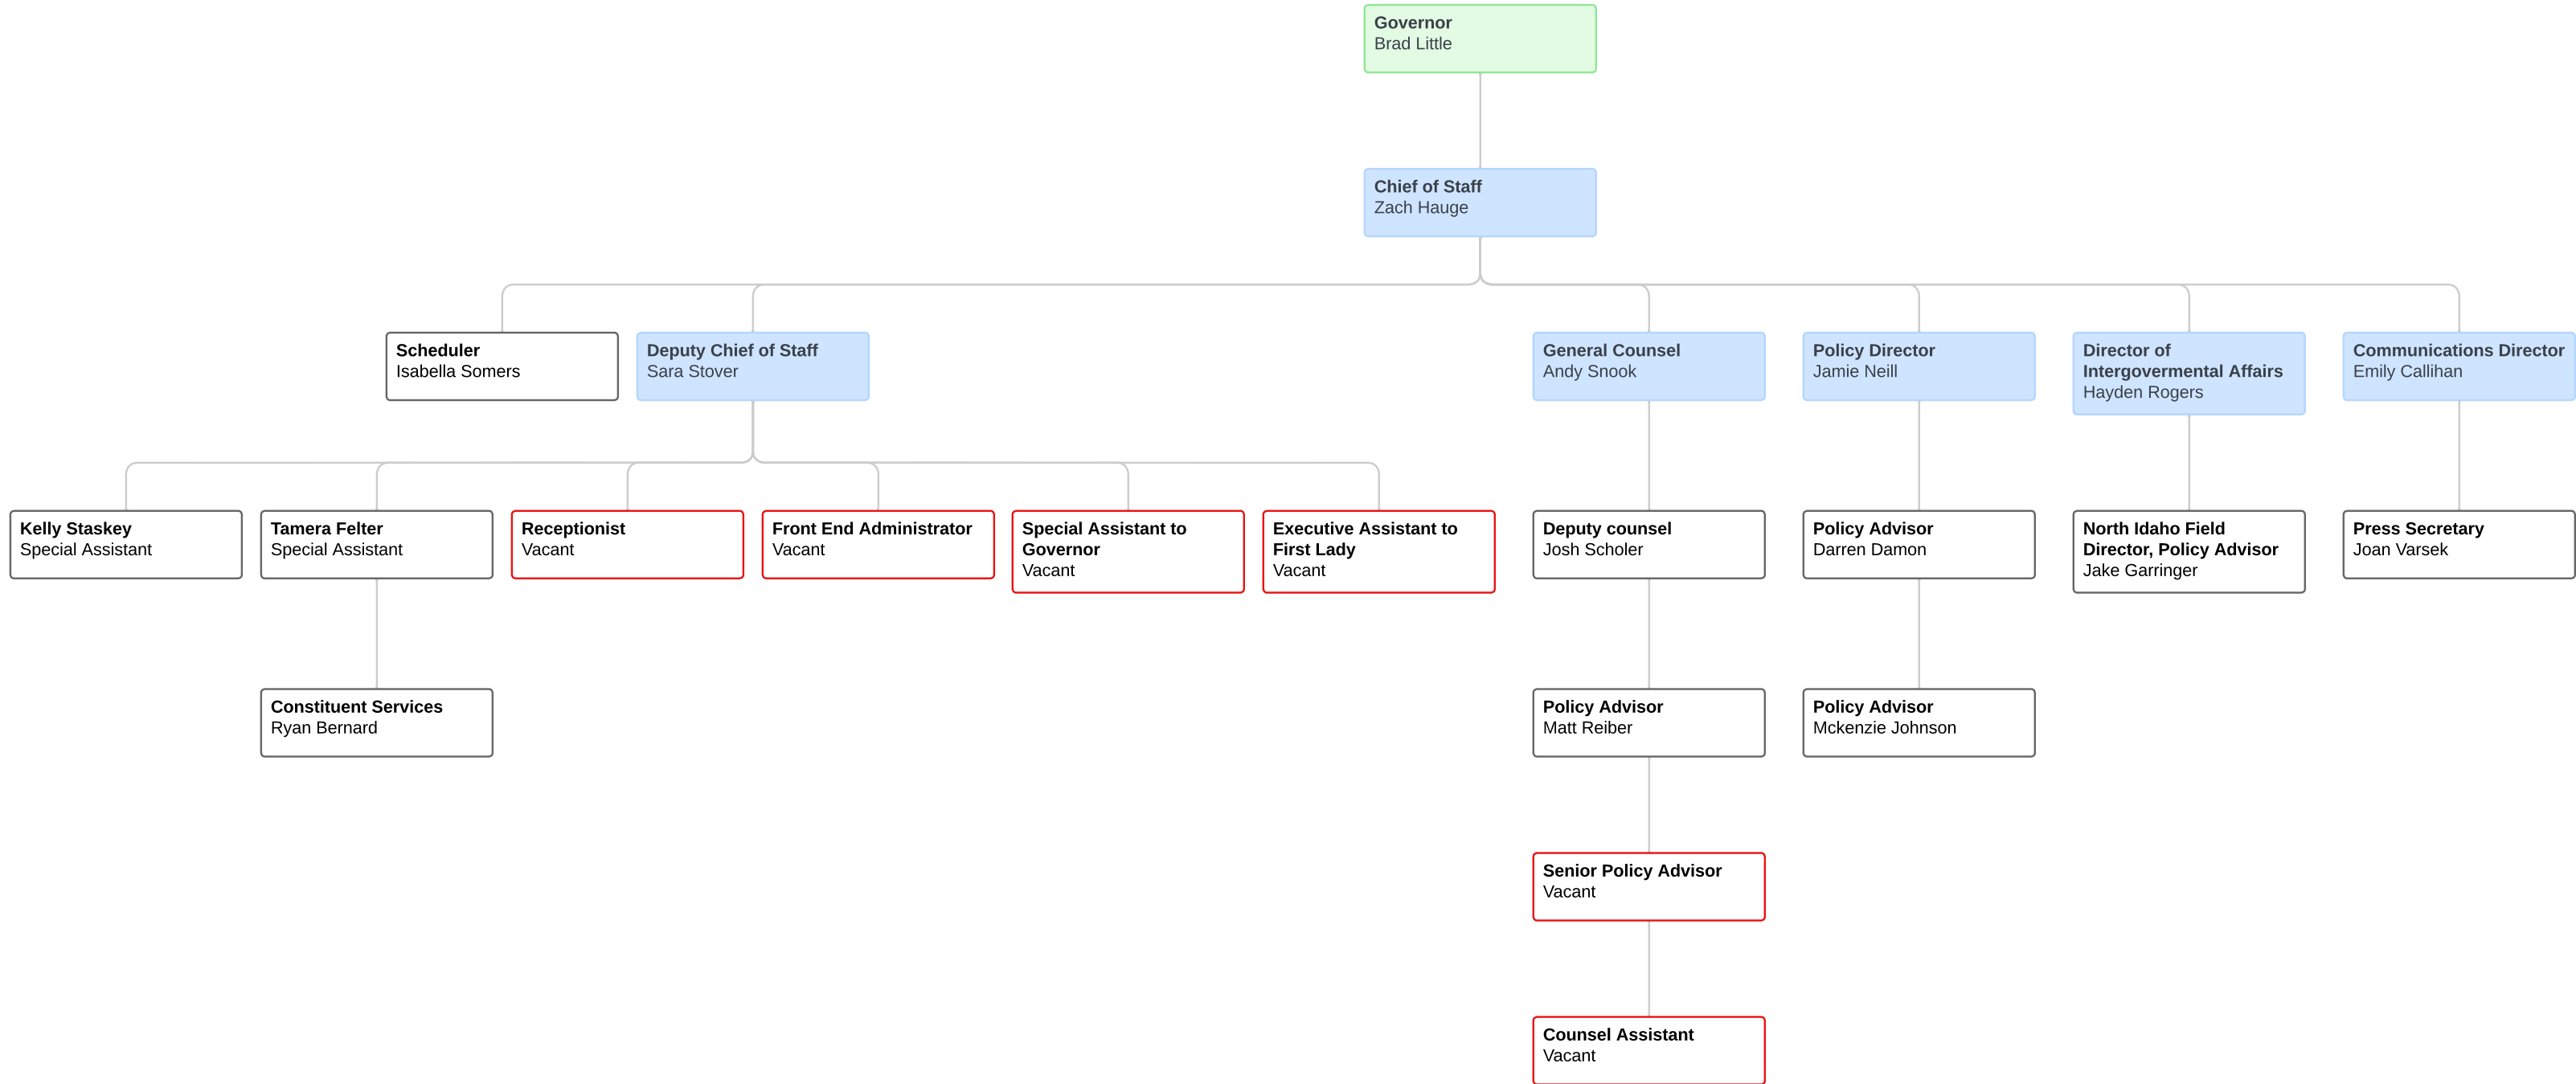 Governor
Brad Little
Chief of Staff
Zach Hauge
Scheduler
Isabella Somers
Deputy Chief of Staff
Sara Stover
General Counsel
Andy Snook
Policy Director
Jamie Neill
Director of
Intergovermental Affairs
Hayden Rogers
Communications Director
Emily Callihan
Kelly Staskey
Special Assistant
Tamera Felter
Special Assistant
Receptionist
Vacant
Front End Administrator
Vacant
Special Assistant to
Governor
Vacant
Executive Assistant to
First Lady
Vacant
Deputy counsel
Josh Scholer
Policy Advisor
Darren Damon
North Idaho Field
Director, Policy Advisor
Jake Garringer
Press Secretary
Joan Varsek
Constituent Services
Ryan Bernard
Policy Advisor
Matt Reiber
Policy Advisor
Mckenzie Johnson
Senior Policy Advisor
Vacant
Counsel Assistant
Vacant